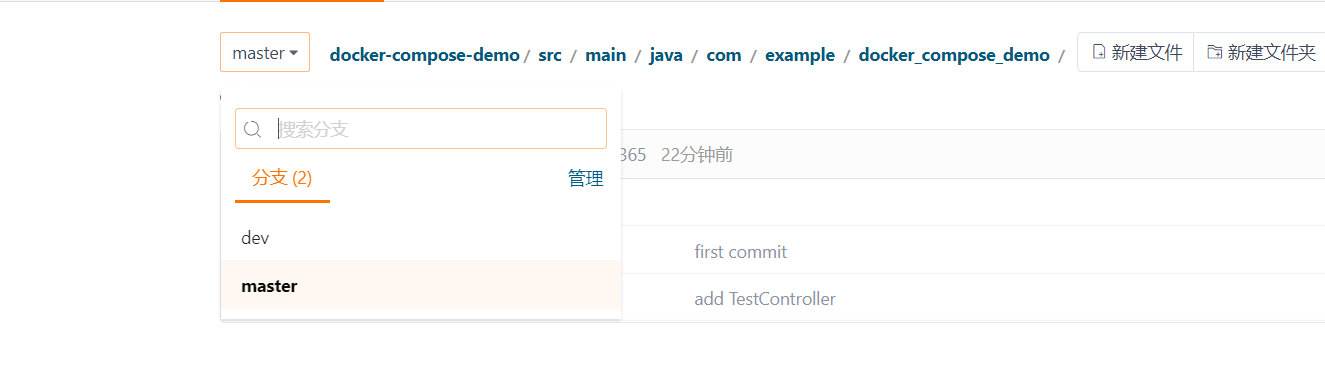 master docker-compose-demo / src / main / java / com / example / docker_compose_demo / 新建文件 新建文件夹
搜索分支
365 22分钟前
分支 (2) 管理
dev
first commit
master
add TestController